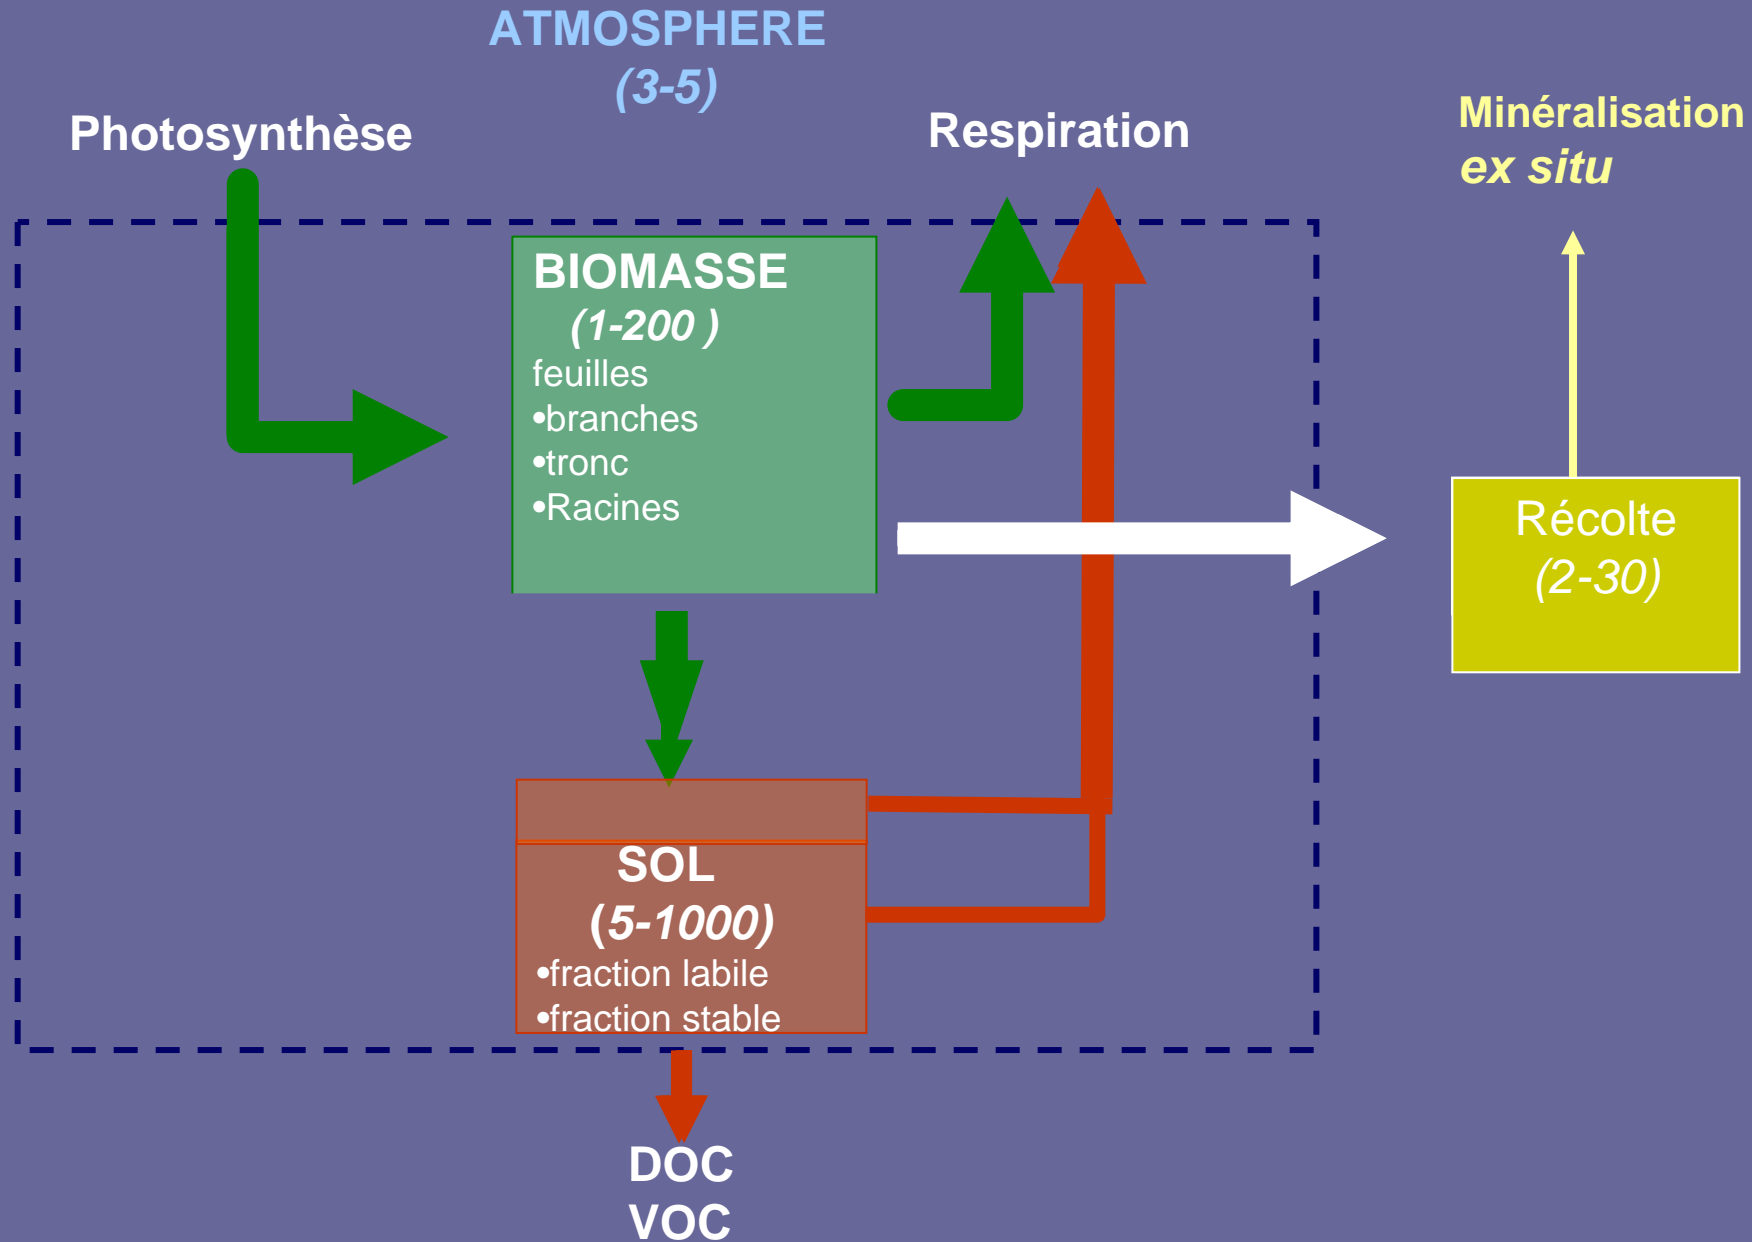 ATMOSPHERE
(3-5)
Photosynthèse
Respiration
Minéralisation
ex situ
BIOMASSE
(1-200 )
feuilles
•branches
•tronc
•Racines
Récolte
(2-30)
SOL
(5-1000)
•fraction labile
•fraction stable
DOC
VOC